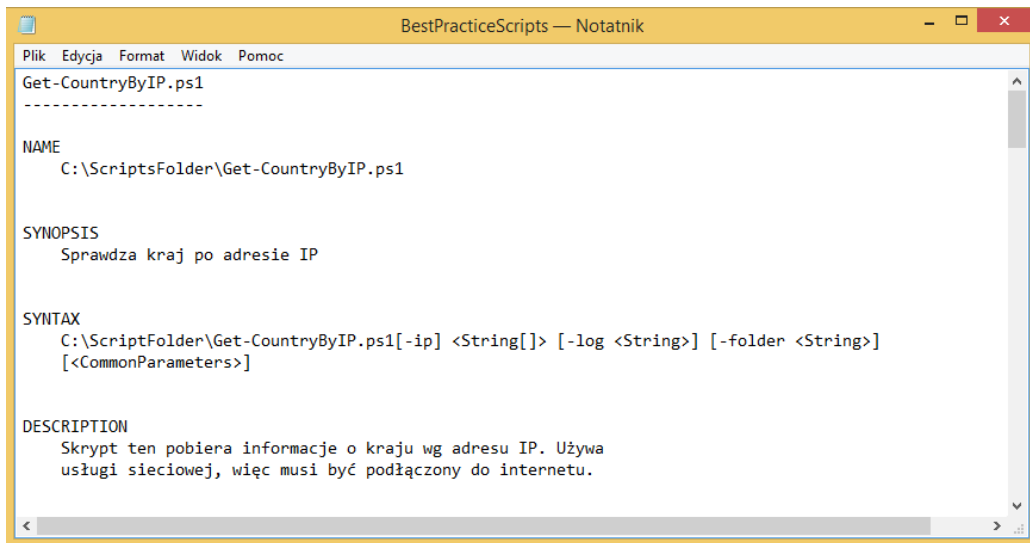 BestPracticeScripts — Notatnik
Plik Edycja Format Widok Pomoc
Get-CountryByIP.ps1
-------------------
NAME
C:\ScriptsFolder\Get-CountryByIP.ps1
SYNOPSIS
Sprawdza kraj po adresie IP
SYNTAX
C:\ScriptFolder\Get-CountryByIP.ps1[-ip] <String[]> [-log <String>] [-folder <String>]
[<CommonParameters>]
DESCRIPTION
Skrypt ten pobiera informacje o kraju wg adresu IP. Używa
usługi sieciowej, więc musi być podłączony do internetu.